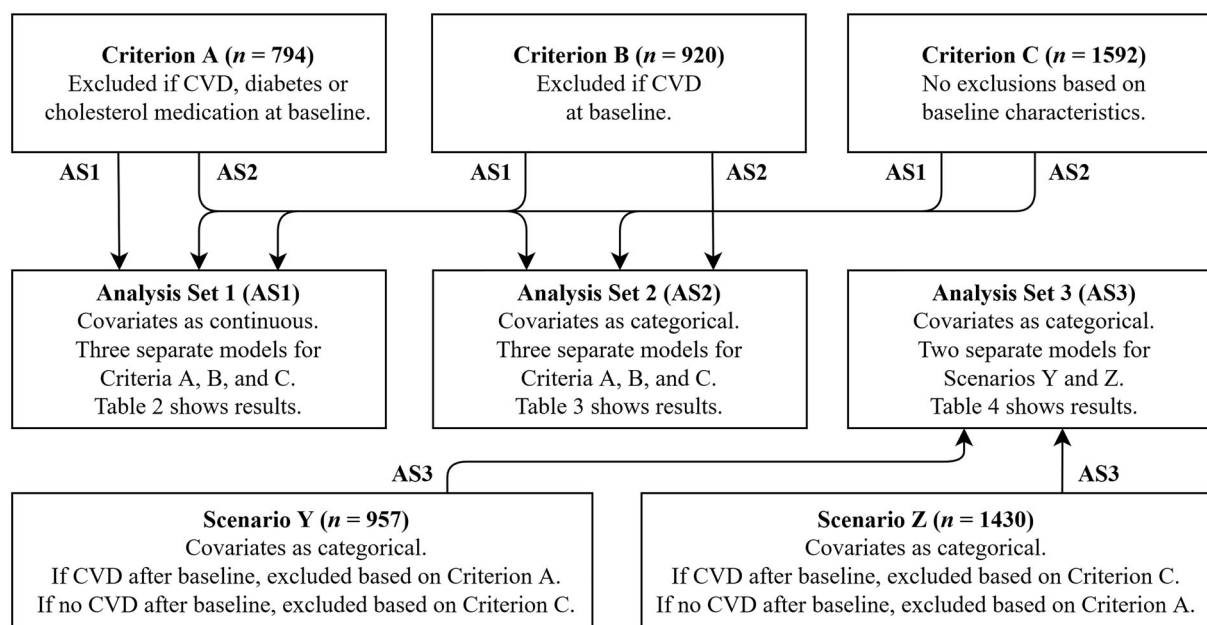 Criterion A (n = 794)
Excluded if CVD, diabetes or
cholesterol medication at baseline.
Criterion B (n = 920)
Excluded if CVD
at baseline.
Criterion C (n = 1592)
No exclusions based on
baseline characteristics.
AS1
AS2
AS1
AS2
AS1
AS2
Analysis Set 1 (AS1)
Covariates as continuous.
Three separate models for
Criteria A, B, and C.
Table 2 shows results.
Analysis Set 2 (AS2)
Covariates as categorical.
Three separate models for
Criteria A, B, and C.
Table 3 shows results.
Analysis Set 3 (AS3)
Covariates as categorical.
Two separate models for
Scenarios Y and Z.
Table 4 shows results.
AS3
AS3
Scenario Y (n = 957)
Covariates as categorical.
If CVD after baseline, excluded based on Criterion A.
If no CVD after baseline, excluded based on Criterion C.
Scenario Z (n = 1430)
Covariates as categorical.
If CVD after baseline, excluded based on Criterion C.
If no CVD after baseline, excluded based on Criterion A.